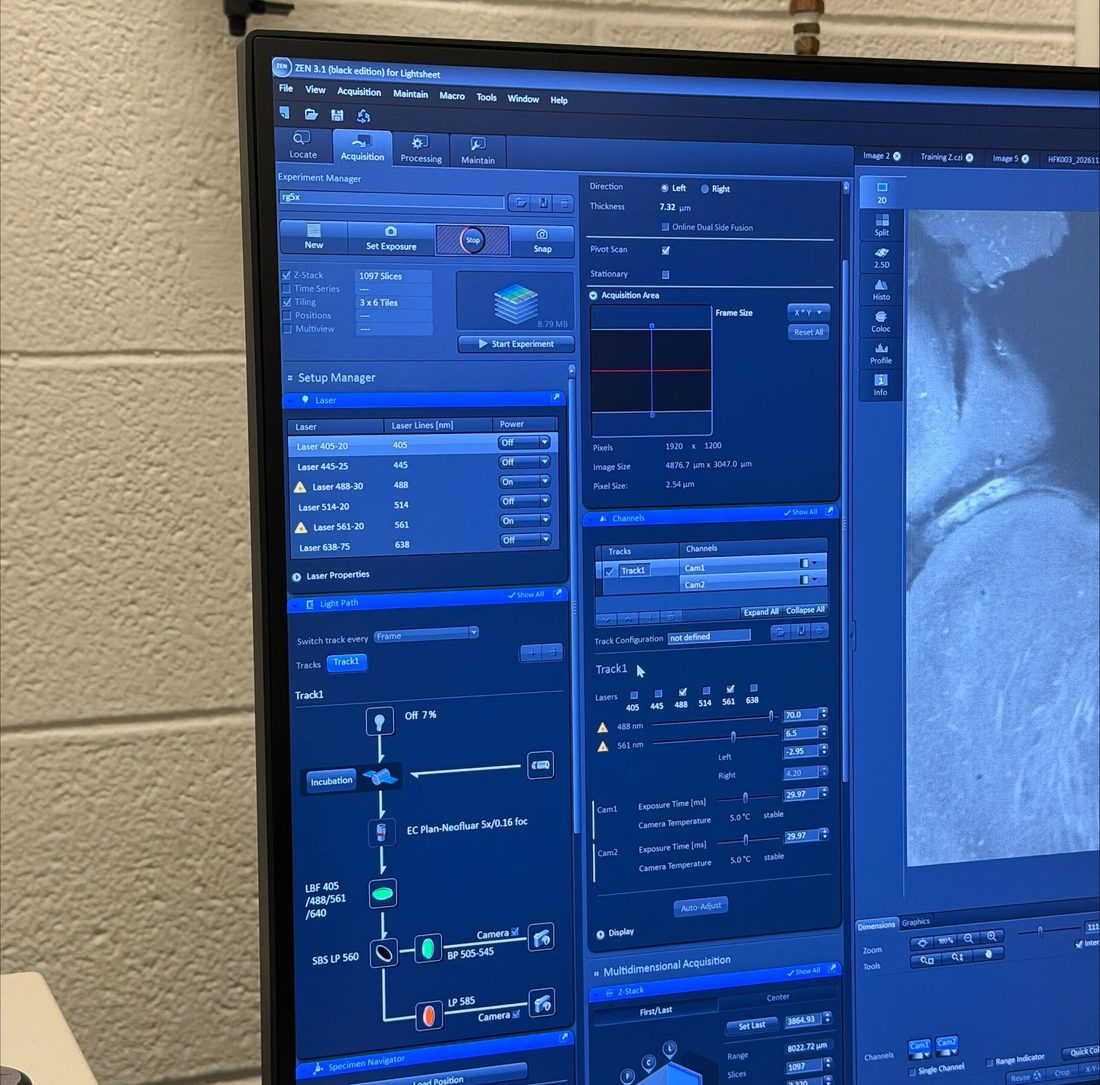 ZEN
ZEN 3.1 (black edition) for Lightsheet
File View Acquisition Maintain Macro Tools Window Help
Locate Acquisition Processing Maintain
Experiment Manager
rg5x
New Set Exposure Stop Snap
Z-Stack 1097 Slices
Time Series ---
Tiling 3 x 6 Tiles
Positions ---
Multiview ---
8.79 MB
Start Experiment
Setup Manager
Laser
Laser Laser Lines [nm] Power
Laser 405-20 405 Off
Laser 445-25 445 Off
Laser 488-30 488 On
Laser 514-20 514 Off
Laser 561-20 561 On
Laser 638-75 638 Off
Laser Properties
Light Path Show All
Switch track every Frame
Tracks Track1
Track1
Off 7%
Incubation
EC Plan-Neofluar 5x/0.16 foc
LBF 405
/488/561
/640
SBS LP 560
Camera
BP 505-545
LP 585
Camera
Specimen Navigator
Load Position
Direction Left Right
Thickness 7.32 µm
Online Dual Side Fusion
Pivot Scan
Stationary
Acquisition Area
Frame Size X * Y
Reset All
Pixels 1920 x 1200
Image Size 4876.7 µm x 3047.0 µm
Pixel Size: 2.54 µm
Channels Show All
Tracks Channels
Track1 Cam1
Cam2
Expand All Collapse All
Track Configuration not defined
Track1
Lasers
405 445 488 514 561 638
488 nm 70.0
561 nm 6.5
Left -2.95
Right 4.20
Cam1 Exposure Time [ms] 29.97
Camera Temperature 5.0 °C stable
Cam2 Exposure Time [ms] 29.97
Camera Temperature 5.0 °C stable
Auto-Adjust
Display
Multidimensional Acquisition
Z-Stack Show All
First/Last Center
Set Last 3864.93
Range 8022.72 µm
Slices 1097
F C L
Image 2 Training Z.czi Image 5
2D
Split
2.5D
Histo
Coloc
Profile
Info
Dimensions Graphics
Zoom 100%
Tools
Channels Cam1 Cam2
Single Channel Range Indicator
Quick Col
Reuse Crop X-Y